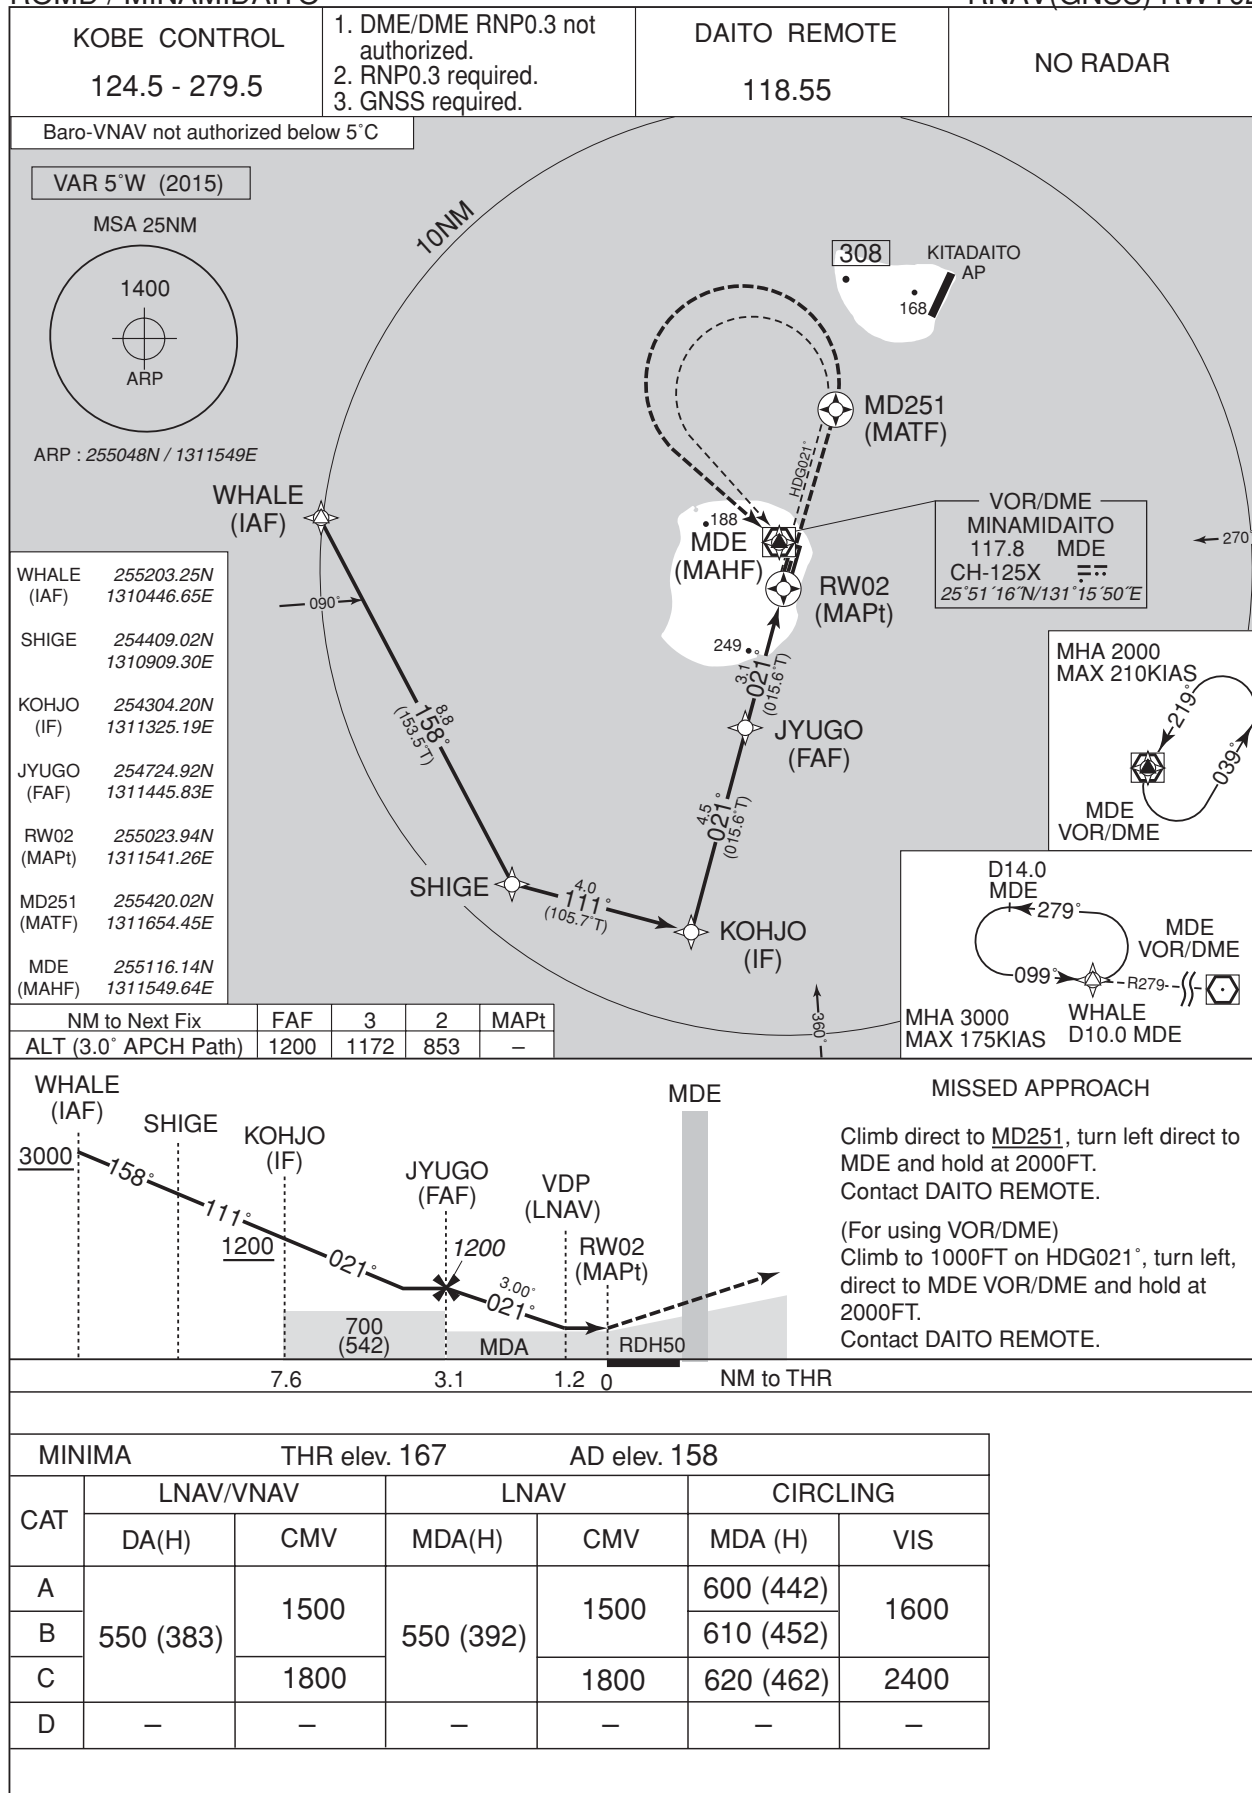 KOBE CONTROL
124.5 - 279.5
1. DME/DME RNP0.3 not
authorized.
2. RNP0.3 required.
3. GNSS required.
DAITO REMOTE
118.55
NO RADAR
Baro-VNAV not authorized below 5°C
VAR 5°W (2015)
MSA 25NM
1400
ARP
ARP : 255048N / 1311549E
10NM
308
KITADAITO
AP
168
MD251
(MATF)
HDG021°
WHALE
(IAF)
188
MDE
(MAHF)
VOR/DME
MINAMIDAITO
117.8 MDE
CH-125X
25°51´16˝N/131°15´50˝E
270
RW02
(MAPt)
090°
249
3.1
021°
(015.6°T)
8.8
158°
(153.5°T)
JYUGO
(FAF)
4.5
021°
(015.6°T)
SHIGE
4.0
111°
(105.7°T)
KOHJO
(IF)
360°
WHALE 255203.25N
(IAF) 1310446.65E
SHIGE 254409.02N
1310909.30E
KOHJO 254304.20N
(IF) 1311325.19E
JYUGO 254724.92N
(FAF) 1311445.83E
RW02 255023.94N
(MAPt) 1311541.26E
MD251 255420.02N
(MATF) 1311654.45E
MDE 255116.14N
(MAHF) 1311549.64E
MHA 2000
MAX 210KIAS
219°
039°
MDE
VOR/DME
D14.0
MDE
279°
MDE
VOR/DME
099°
R279
WHALE
D10.0 MDE
MHA 3000
MAX 175KIAS
NM to Next Fix FAF 3 2 MAPt
ALT (3.0° APCH Path) 1200 1172 853 –
WHALE
(IAF)
SHIGE
KOHJO
(IF)
JYUGO
(FAF)
VDP
(LNAV)
RW02
(MAPt)
MDE
3000
158°
111°
1200
021°
1200
3.00°
021°
700
(542)
MDA
RDH50
7.6 3.1 1.2 0 NM to THR
MISSED APPROACH
Climb direct to MD251, turn left direct to
MDE and hold at 2000FT.
Contact DAITO REMOTE.
(For using VOR/DME)
Climb to 1000FT on HDG021°, turn left,
direct to MDE VOR/DME and hold at
2000FT.
Contact DAITO REMOTE.
MINIMA THR elev. 167 AD elev. 158
CAT LNAV/VNAV LNAV CIRCLING
DA(H) CMV MDA(H) CMV MDA (H) VIS
A 550 (383) 1500 550 (392) 1500 600 (442) 1600
B 610 (452)
C 1800 1800 620 (462) 2400
D – – – – – –